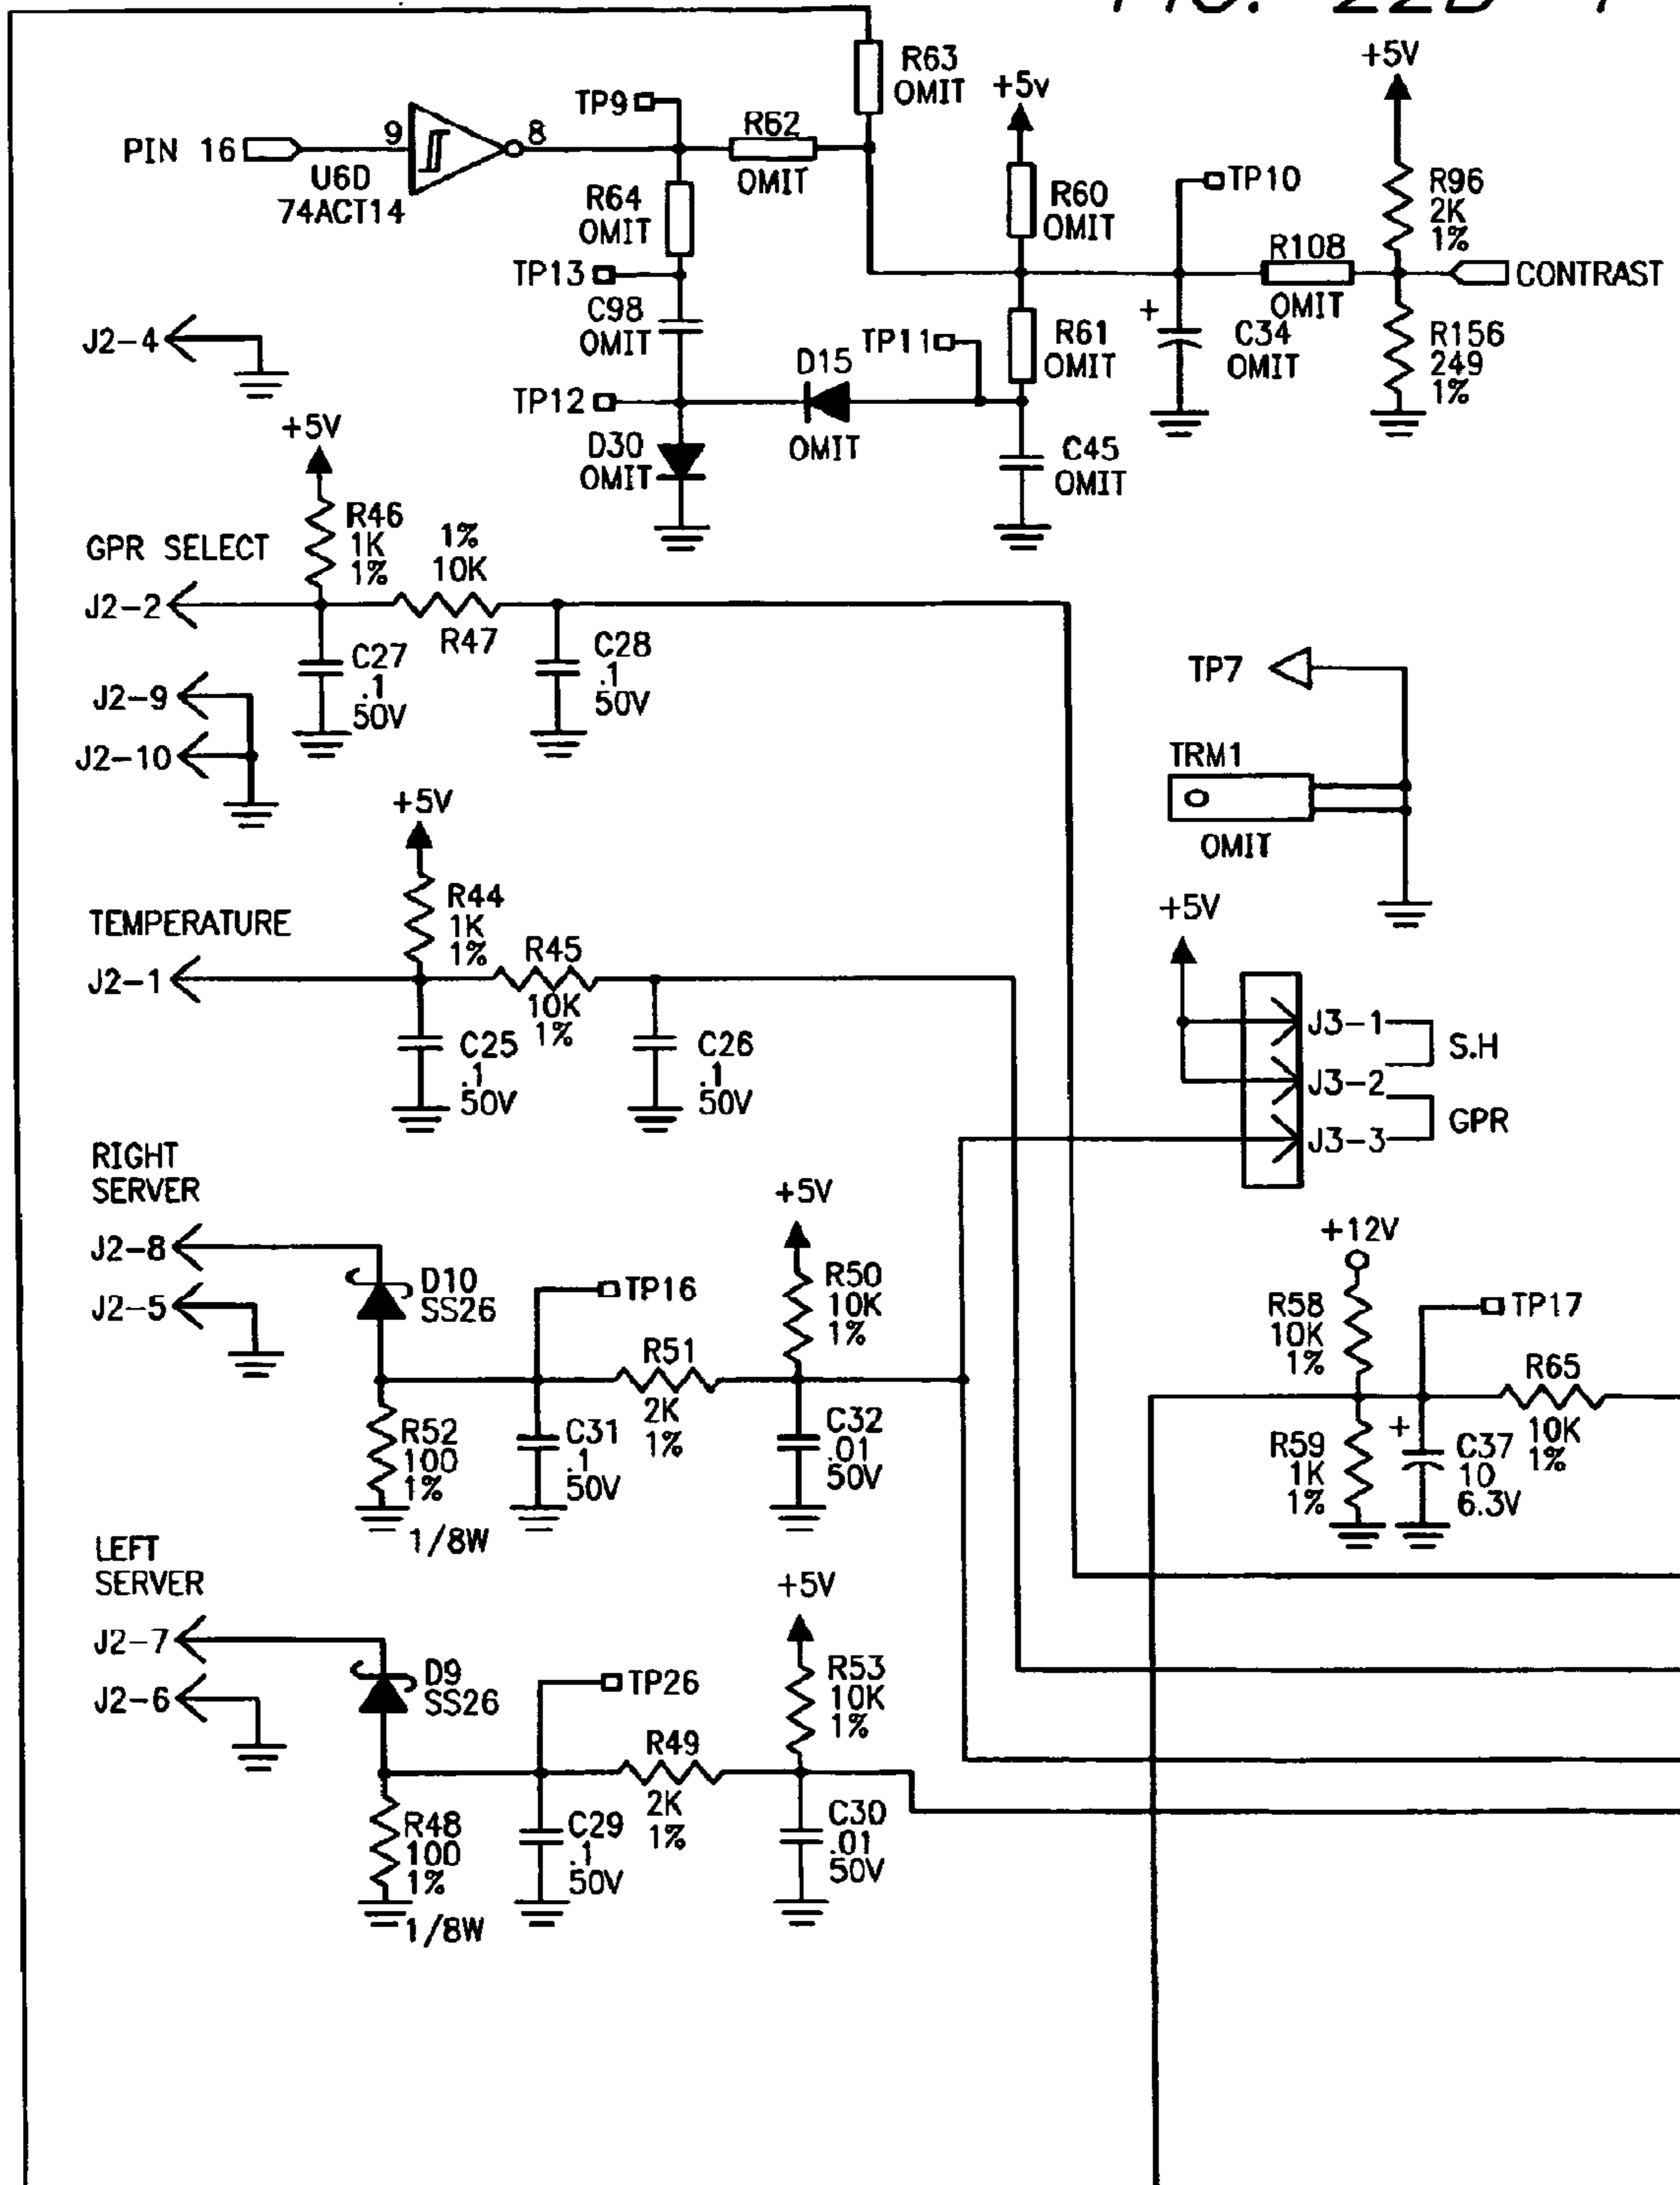 R63
OMIT
+5v
+5V
TP9
R62
OMIT
PIN 16
9
8
U6D
74ACT14
R64
OMIT
R60
OMIT
TP10
R96
2K
1%
R108
OMIT
CONTRAST
TP13
C98
OMIT
J2-4
D15
OMIT
TP11
R61
OMIT
+
C34
OMIT
R156
249
1%
TP12
D30
OMIT
C45
OMIT
+5V
R46
1K
1%
1%
10K
R47
GPR SELECT
J2-2
C27
.1
50V
C28
.1
50V
J2-9
J2-10
TP7
TRM1
OMIT
+5V
R44
1K
1%
R45
10K
1%
TEMPERATURE
J2-1
C25
.1
50V
C26
.1
50V
+5V
J3-1
J3-2
J3-3
S.H
GPR
RIGHT
SERVER
J2-8
J2-5
D10
SS26
TP16
+5V
R50
10K
1%
R51
2K
1%
R52
100
1%
1/8W
C31
.1
50V
C32
.01
50V
+12V
R58
10K
1%
TP17
R65
10K
1%
R59
1K
1%
+
C37
10
6.3V
LEFT
SERVER
J2-7
J2-6
D9
SS26
TP26
+5V
R53
10K
1%
R49
2K
1%
R48
100
1%
1/8W
C29
.1
50V
C30
.01
50V